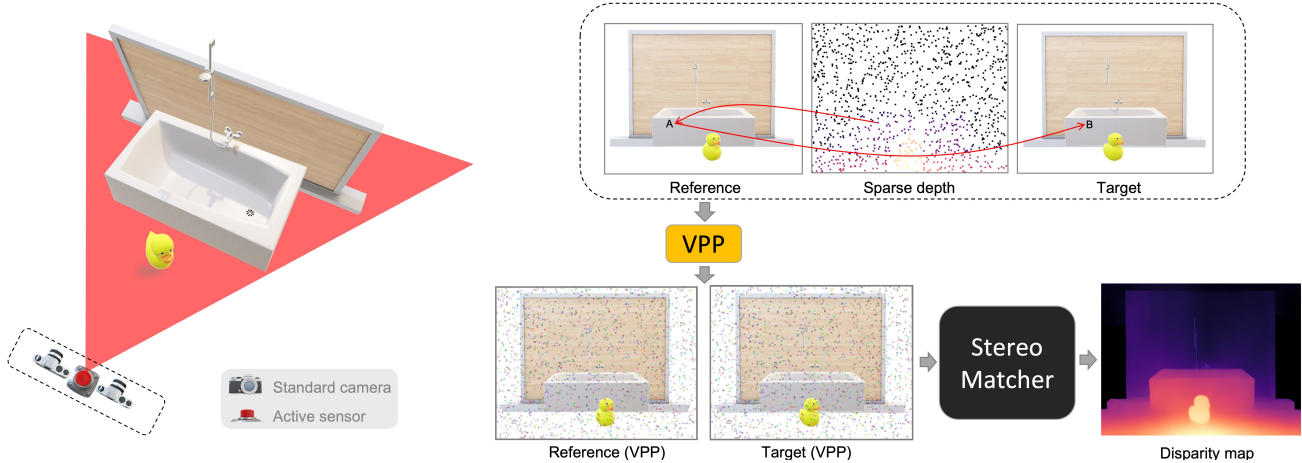 Standard camera
Active sensor
A
B
Reference
Sparse depth
Target
VPP
Reference (VPP)
Target (VPP)
Stereo
Matcher
Disparity map